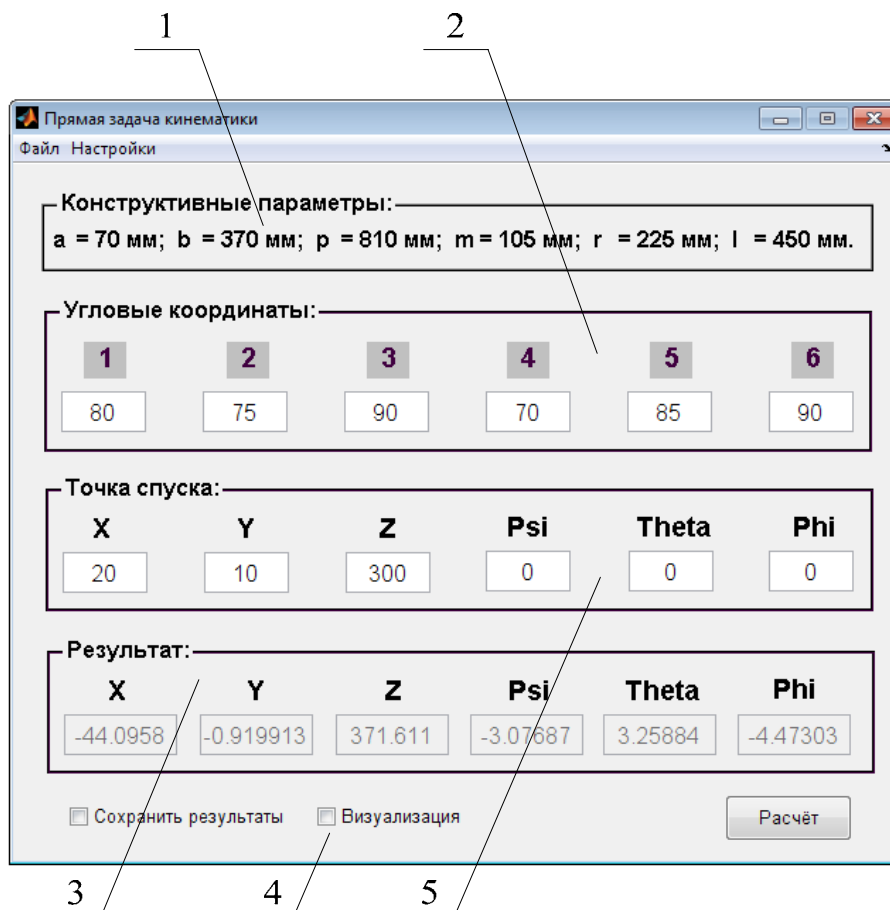 1 2
Прямая задача кинематики
Файл Настройки
Конструктивные параметры:
a = 70 мм; b = 370 мм; p = 810 мм; m = 105 мм; r = 225 мм; l = 450 мм.
Угловые координаты:
1 2 3 4 5 6
80 75 90 70 85 90
Точка спуска:
X Y Z Psi Theta Phi
20 10 300 0 0 0
Результат:
X Y Z Psi Theta Phi
-44.0958 -0.919913 371.611 -3.07687 3.25884 -4.47303
Сохранить результаты Визуализация Расчёт
3 4 5